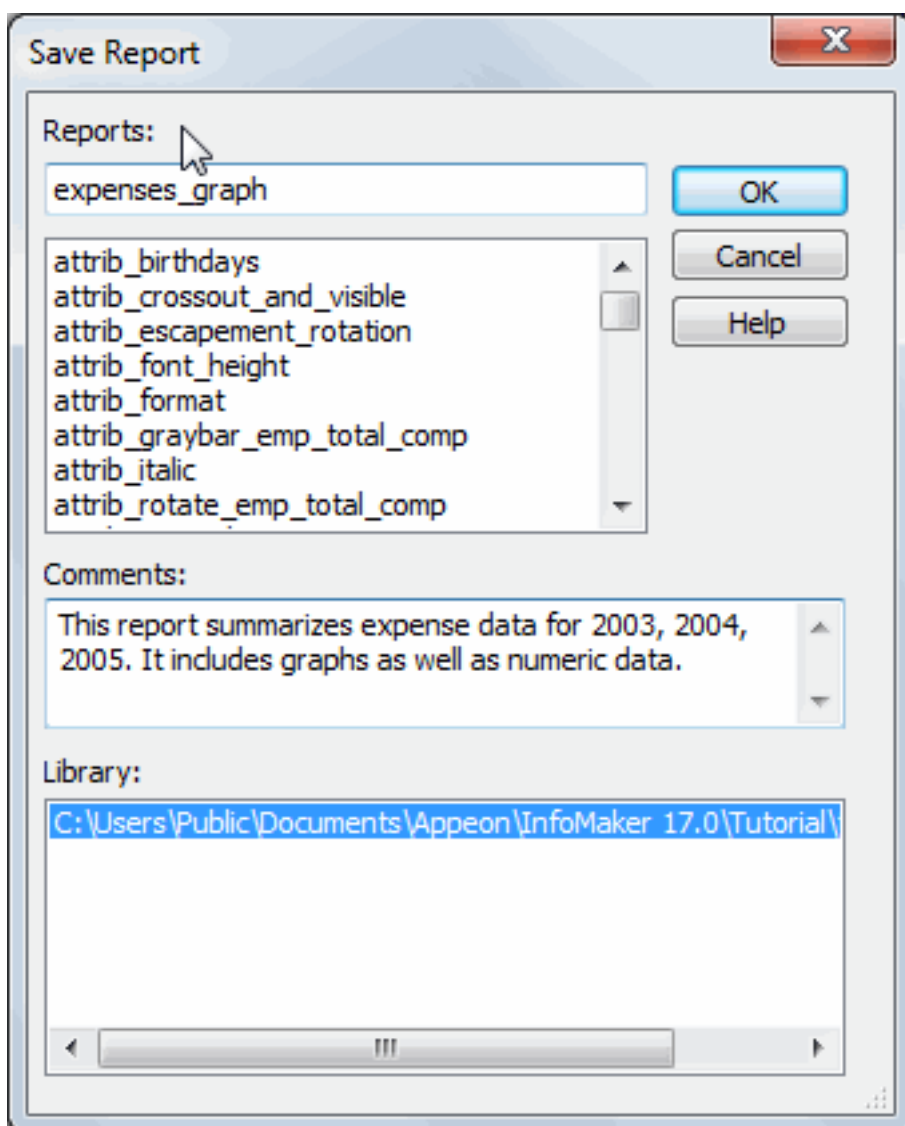 Save Report
Reports:
expenses_graph
OK
attrib_birthdays
attrib_crossout_and_visible
attrib_escapement_rotation
attrib_font_height
attrib_format
attrib_graybar_emp_total_comp
attrib_italic
attrib_rotate_emp_total_comp
Cancel
Help
Comments:
This report summarizes expense data for 2003, 2004,
2005. It includes graphs as well as numeric data.
Library:
C:\Users\Public\Documents\Appeon\InfoMaker 17.0\Tutorial\